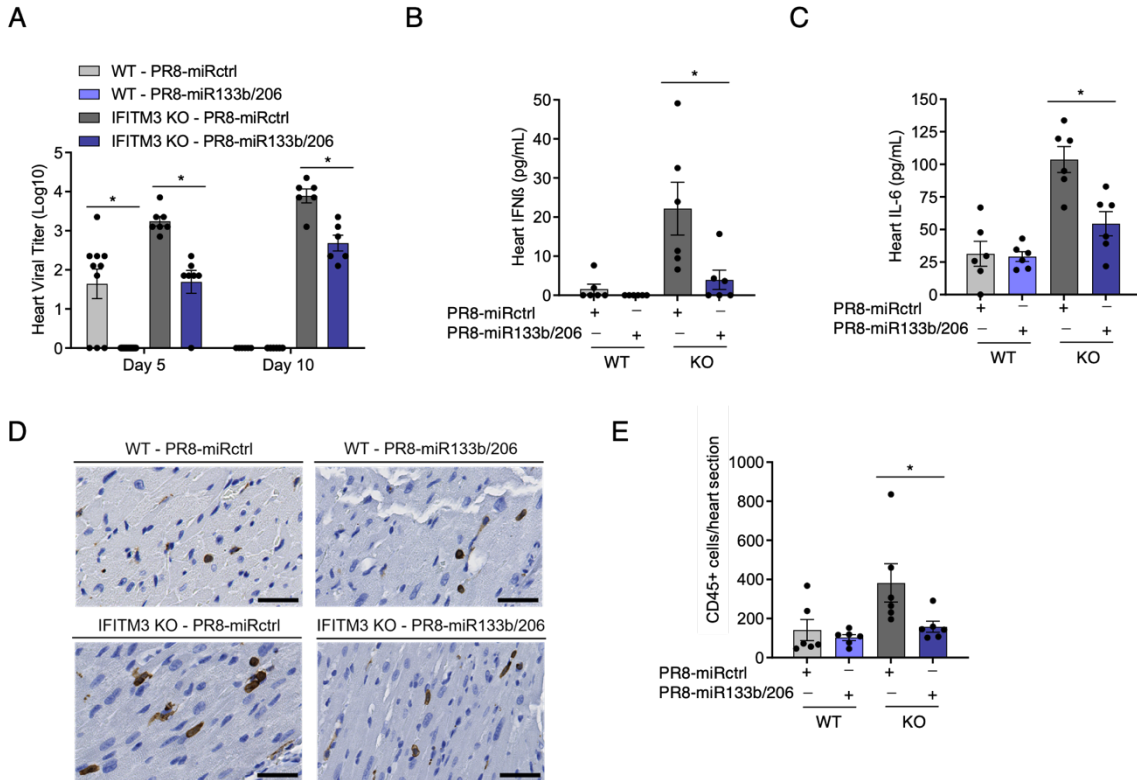 A
WT - PR8-miRctrl
WT - PR8-miR133b/206
IFITM3 KO - PR8-miRctrl
IFITM3 KO - PR8-miR133b/206
Heart Viral Titer (Log10)
5
4
3
2
1
0
* * *
Day 5 Day 10
B
Heart IFNß (pg/mL)
50
40
30
20
10
0
*
PR8-miRctrl + – + –
PR8-miR133b/206 – + – +
WT KO
C
Heart IL-6 (pg/mL)
150
125
100
75
50
25
0
*
PR8-miRctrl + – + –
PR8-miR133b/206 – + – +
WT KO
D
WT - PR8-miRctrl
WT - PR8-miR133b/206
IFITM3 KO - PR8-miRctrl
IFITM3 KO - PR8-miR133b/206
E
CD45+ cells/heart section
1000
800
600
400
200
0
*
PR8-miRctrl + – + –
PR8-miR133b/206 – + – +
WT KO